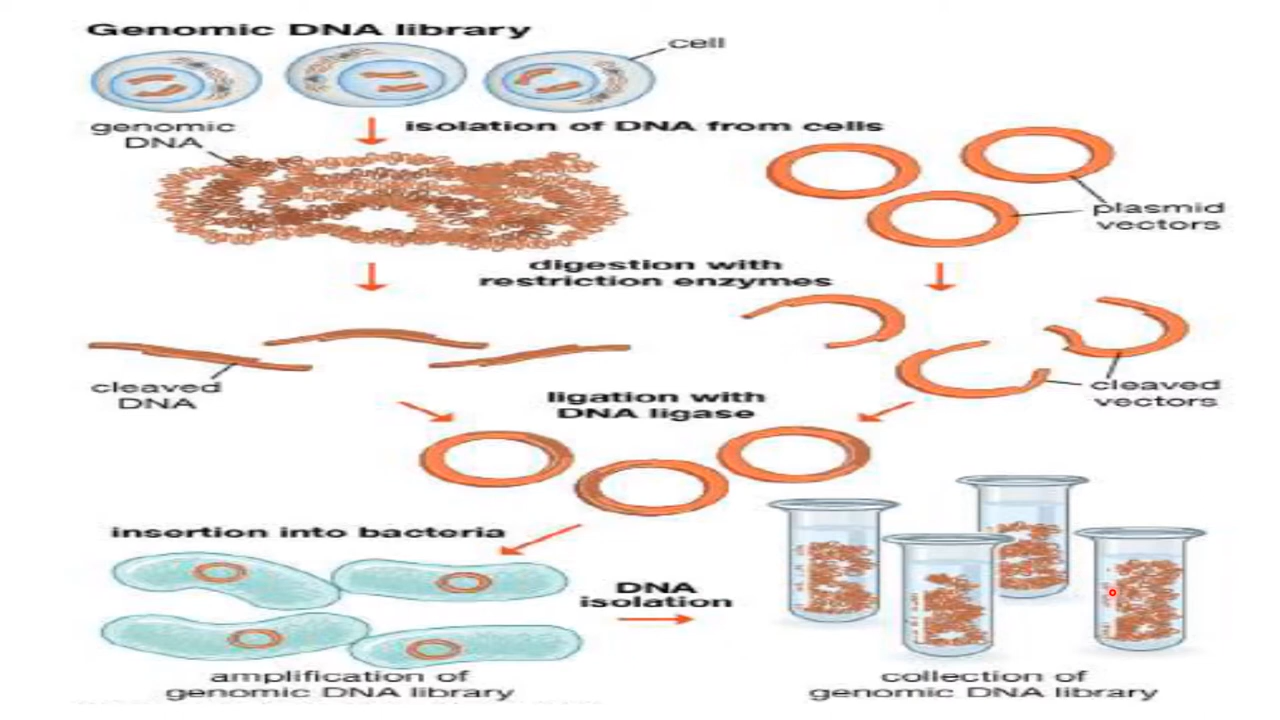 Genomic DNA library
cell
genomic
DNA
isolation of DNA from cells
plasmid
vectors
digestion with
restriction enzymes
cleaved
DNA
ligation with
DNA ligase
cleaved
vectors
insertion into bacteria
DNA
isolation
amplification of
genomic DNA library
collection of
genomic DNA library